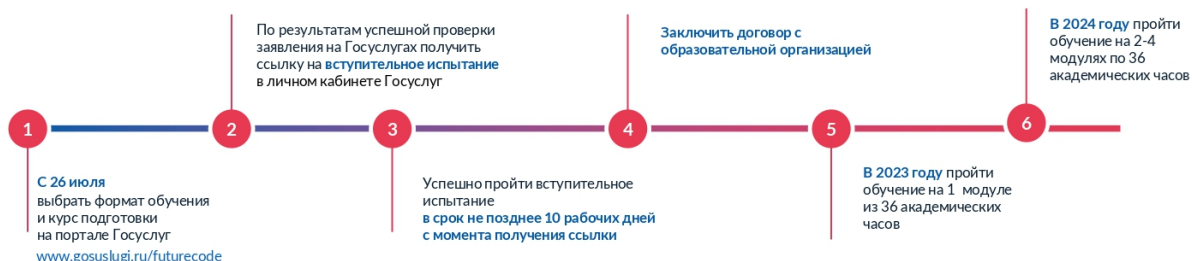 1
С 26 июля
выбрать формат обучения
и курс подготовки
на портале Госуслуг
www.gosuslugi.ru/futurecode
2
По результатам успешной проверки
заявления на Госуслугах получить
ссылку на вступительное испытание
в личном кабинете Госуслуг
3
Успешно пройти вступительное
испытание
в срок не позднее 10 рабочих дней
с момента получения ссылки
4
Заключить договор с
образовательной организацией
5
В 2023 году пройти
обучение на 1 модуле
из 36 академических
часов
6
В 2024 году пройти
обучение на 2-4
модулях по 36
академических часов